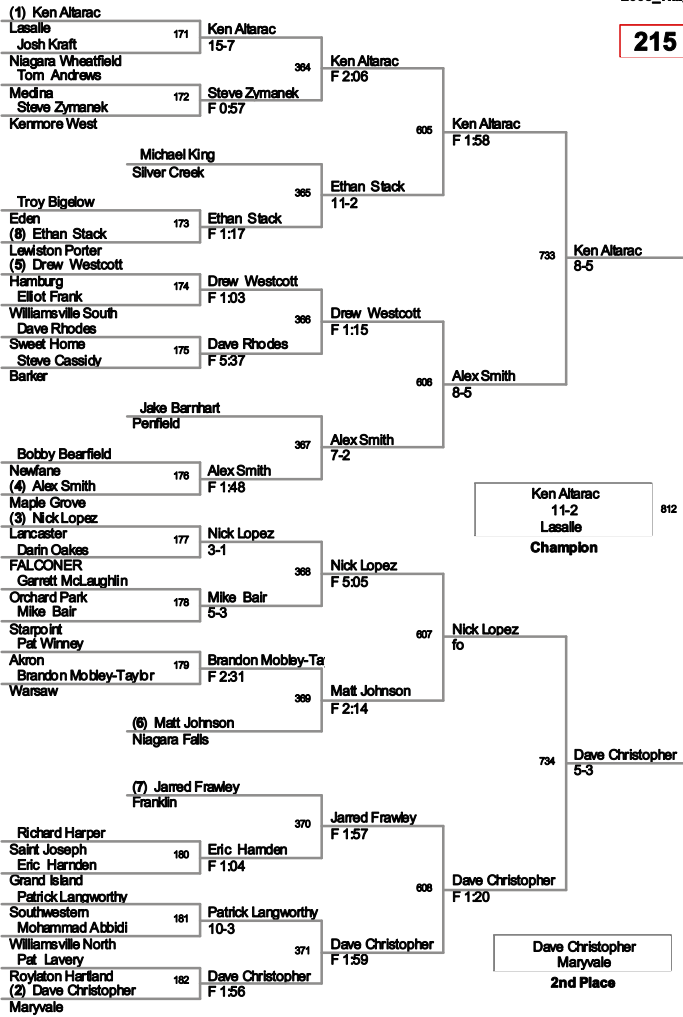 (1) Ken Altarac
Lasalle
171
Josh Kraft
Niagara Wheatfield
Ken Altarac
15-7
Tom Andrews
Medina
172
Steve Zymanek
Kenmore West
Steve Zymanek
F 0:57
364
Ken Altarac
F 2:06
Michael King
Silver Creek
Troy Bigelow
Eden
173
(8) Ethan Stack
Lewiston Porter
Ethan Stack
F 1:17
365
Ethan Stack
11-2
605
Ken Altarac
F 1:58
(5) Drew Westcott
Hamburg
174
Elliot Frank
Williamsville South
Drew Westcott
F 1:03
Dave Rhodes
Sweet Home
175
Steve Cassidy
Barker
Dave Rhodes
F 5:37
366
Drew Westcott
F 1:15
Jake Barnhart
Penfield
Bobby Bearfield
Newfane
176
(4) Alex Smith
Maple Grove
Alex Smith
F 1:48
367
Alex Smith
7-2
606
Alex Smith
8-5
733
Ken Altarac
8-5
(3) Nick Lopez
Lancaster
177
Darin Oakes
FALCONER
Nick Lopez
3-1
Garrett McLaughlin
Orchard Park
178
Mike Bair
Starpoint
Mike Bair
5-3
368
Nick Lopez
F 5:05
Pat Winney
Akron
179
Brandon Mobley-Taylor
Warsaw
Brandon Mobley-Ta
F 2:31
(6) Matt Johnson
Niagara Falls
369
Matt Johnson
F 2:14
607
Nick Lopez
fo
(7) Jarred Frawley
Franklin
Richard Harper
Saint Joseph
180
Eric Harnden
Grand Island
Eric Harnden
F 1:04
370
Jarred Frawley
F 1:57
Patrick Langworthy
Southwestern
181
Mohammad Abbidi
Williamsville North
Patrick Langworthy
10-3
Pat Lavery
Roylaton Hartland
182
(2) Dave Christopher
Maryvale
Dave Christopher
F 1:56
371
Dave Christopher
F 1:59
608
Dave Christopher
F 1:20
734
Dave Christopher
5-3
215
Ken Altarac
11-2
Lasalle
812
Champion
Dave Christopher
Maryvale
2nd Place